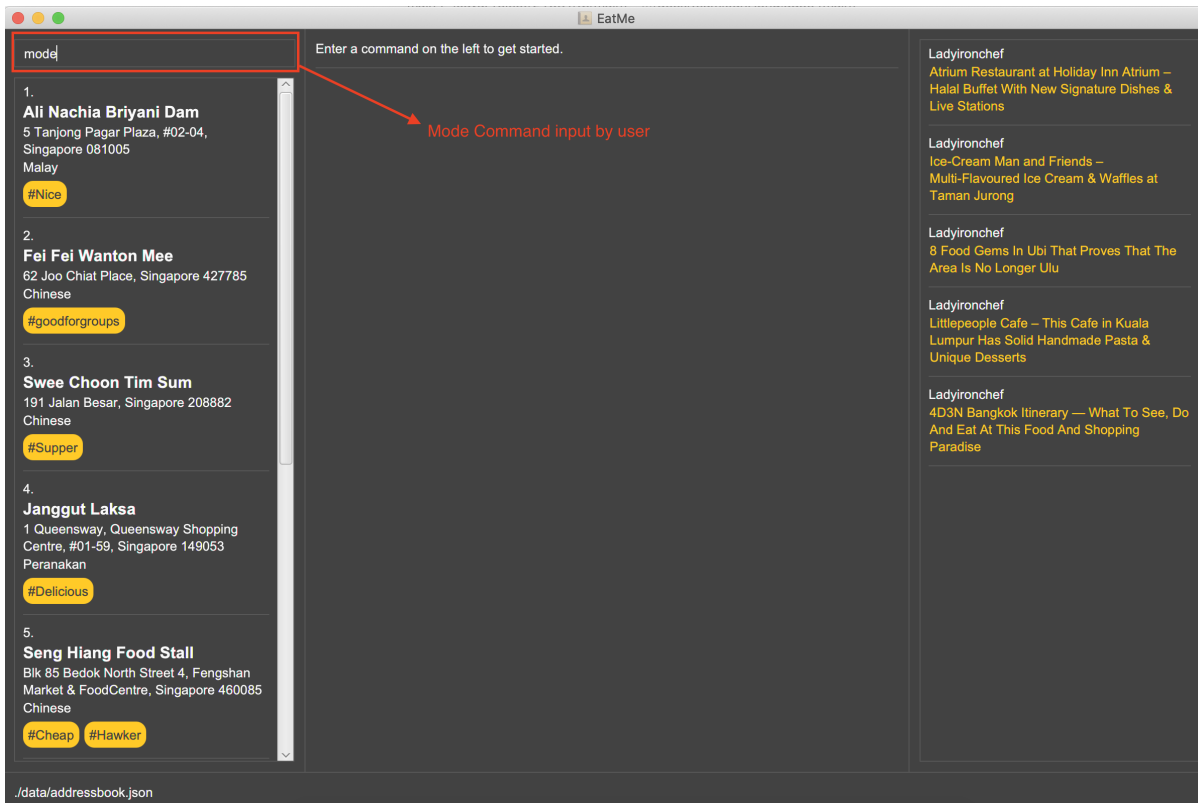 EatMe
mode
Enter a command on the left to get started.
Mode Command input by user
1.
Ali Nachia Briyani Dam
5 Tanjong Pagar Plaza, #02-04,
Singapore 081005
Malay
#Nice
2.
Fei Fei Wanton Mee
62 Joo Chiat Place, Singapore 427785
Chinese
#goodforgroups
3.
Swee Choon Tim Sum
191 Jalan Besar, Singapore 208882
Chinese
#Supper
4.
Janggut Laksa
1 Queensway, Queensway Shopping
Centre, #01-59, Singapore 149053
Peranakan
#Delicious
5.
Seng Hiang Food Stall
Blk 85 Bedok North Street 4, Fengshan
Market & FoodCentre, Singapore 460085
Chinese
#Cheap #Hawker
Ladyironchef
Atrium Restaurant at Holiday Inn Atrium –
Halal Buffet With New Signature Dishes &
Live Stations
Ladyironchef
Ice-Cream Man and Friends –
Multi-Flavoured Ice Cream & Waffles at
Taman Jurong
Ladyironchef
8 Food Gems In Ubi That Proves That The
Area Is No Longer Ulu
Ladyironchef
Littlepeople Cafe – This Cafe in Kuala
Lumpur Has Solid Handmade Pasta &
Unique Desserts
Ladyironchef
4D3N Bangkok Itinerary — What To See, Do
And Eat At This Food And Shopping
Paradise
./data/addressbook.json